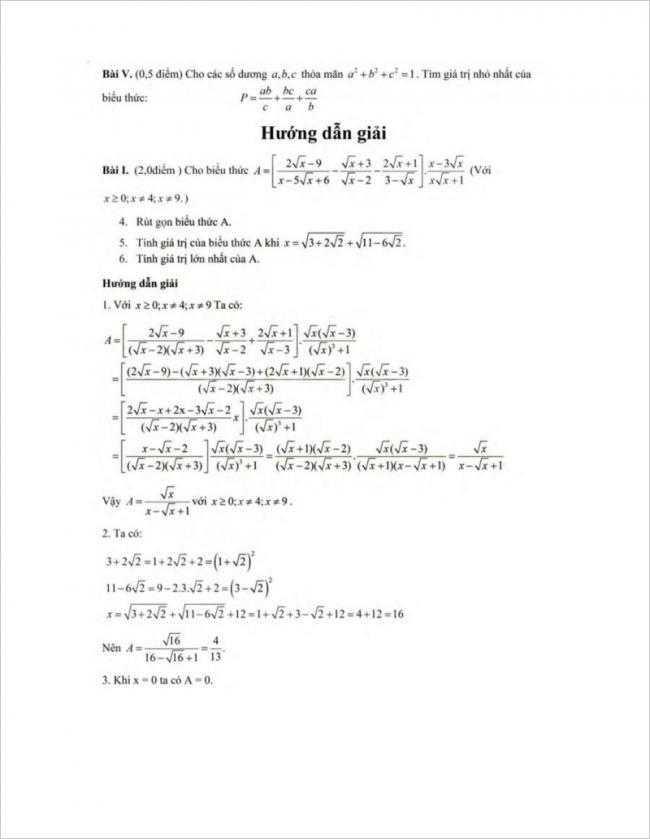 Bài V. (0,5 điểm) Cho các số dương a,b,c thỏa mãn a² + b² + c² = 1. Tìm giá trị nhỏ nhất của
biểu thức: P = ab/c + bc/a + ca/b
Hướng dẫn giải
Bài I. (2,0điểm ) Cho biểu thức A = [(2√x − 9)/(x − 5√x + 6) − (√x + 3)/(√x − 2) − (2√x + 1)/(3 − √x)] . (x − 3√x)/(x√x + 1) (Với
x ≥ 0; x ≠ 4; x ≠ 9.)
4. Rút gọn biểu thức A.
5. Tính giá trị của biểu thức A khi x = √(3 + 2√2) + √(11 − 6√2).
6. Tính giá trị lớn nhất của A.
Hướng dẫn giải
1. Với x ≥ 0; x ≠ 4; x ≠ 9 Ta có:
A = [(2√x − 9)/((√x − 2)(√x + 3)) − (√x + 3)/(√x − 2) + (2√x + 1)/(√x − 3)] . √x(√x − 3)/((√x)³ + 1)
= [((2√x − 9) − (√x + 3)(√x − 3) + (2√x + 1)(√x − 2))/((√x − 2)(√x + 3))] . √x(√x − 3)/((√x)³ + 1)
= [(2√x − x + 2x − 3√x − 2)/((√x − 2)(√x + 3)) x] . √x(√x − 3)/((√x)³ + 1)
= [(x − √x − 2)/((√x − 2)(√x + 3))] √x(√x − 3)/((√x)³ + 1) = (√x + 1)(√x − 2)/((√x − 2)(√x + 3)) . √x(√x − 3)/((√x + 1)(x − √x + 1)) = √x/(x − √x + 1)
Vậy A = √x/(x − √x + 1) với x ≥ 0; x ≠ 4; x ≠ 9.
2. Ta có:
3 + 2√2 = 1 + 2√2 + 2 = (1 + √2)²
11 − 6√2 = 9 − 2.3.√2 + 2 = (3 − √2)²
x = √(3 + 2√2) + √(11 − 6√2) + 12 = 1 + √2 + 3 − √2 + 12 = 4 + 12 = 16
Nên A = √16/(16 − √16 + 1) = 4/13.
3. Khi x = 0 ta có A = 0.